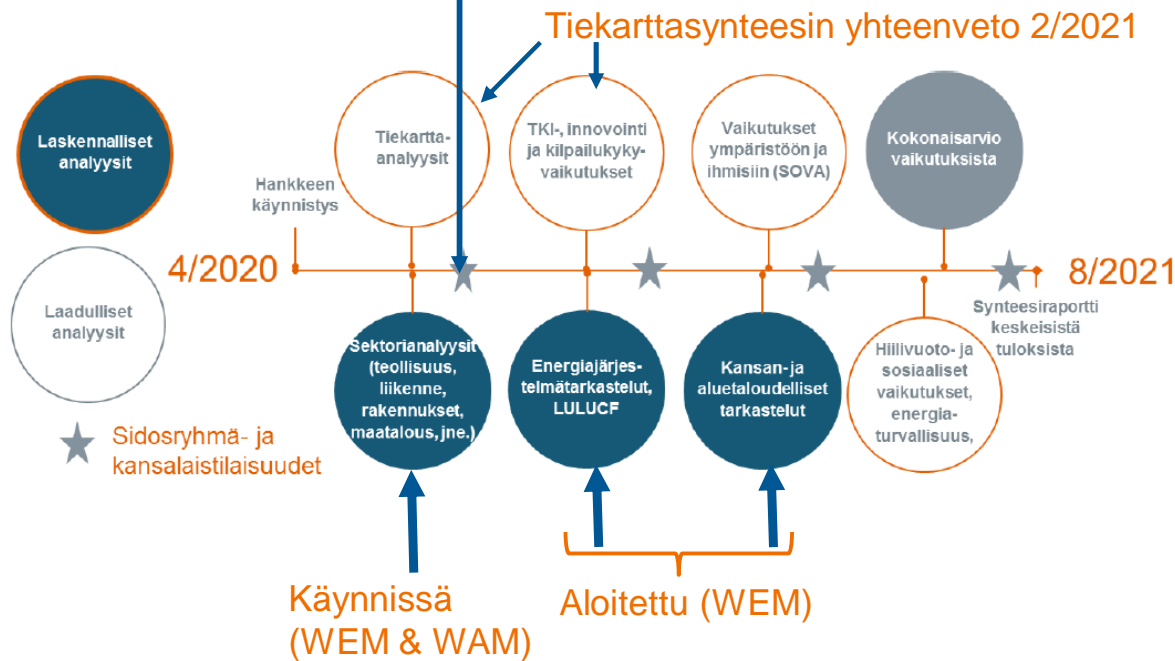 Tiekarttasynteesin yhteenveto 2/2021
Laskennalliset
analyysit
Tiekartta-
analyysit
TKI-, innovointi
ja kilpailukyky-
vaikutukset
Vaikutukset
ympäristöön ja
ihmisiin (SOVA)
Kokonaisarvio
vaikutuksista
Hankkeen
käynnistys
4/2020
8/2021
Laadulliset
analyysit
Synteesiraportti
keskeisistä
tuloksista
Sektorianalyysit
(teollisuus,
liikenne,
rakennukset,
maatalous, jne.)
Energiajärjes-
telmätarkastelut,
LULUCF
Kansan- ja
aluetaloudelliset
tarkastelut
Hiilivuoto- ja
sosiaaliset
vaikutukset,
energia-
turvallisuus,
Sidosryhmä- ja
kansalaistilaisuudet
Käynnissä
(WEM & WAM)
Aloitettu (WEM)